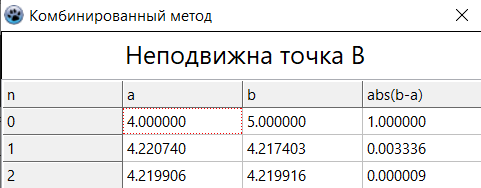 Комбинированный метод
Неподвижна точка B
n a b abs(b-a)
0 4.000000 5.000000 1.000000
1 4.220740 4.217403 0.003336
2 4.219906 4.219916 0.000009